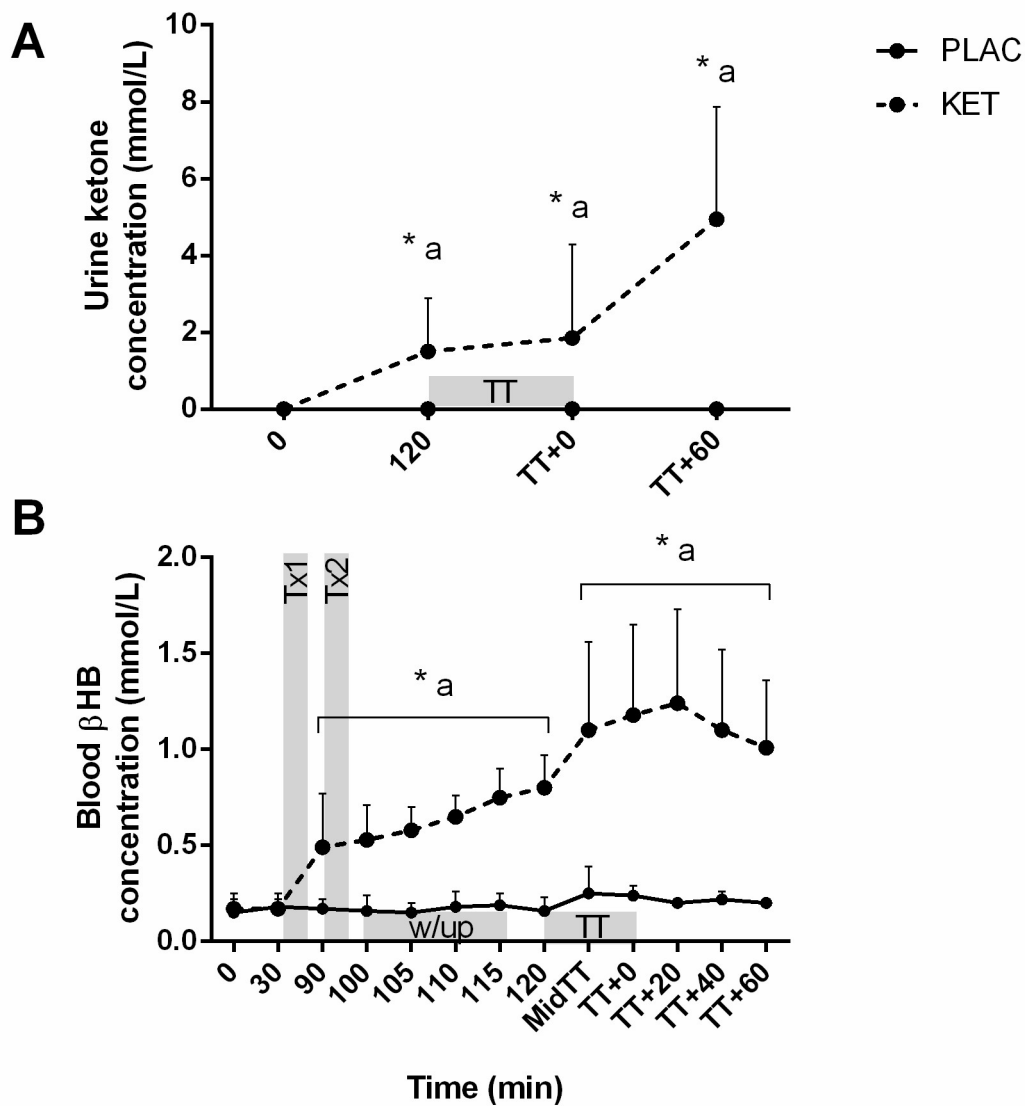 A
Urine ketone
concentration (mmol/L)
10
8
6
4
2
0
* a
* a
* a
TT
0
120
TT+0
TT+60
PLAC
KET
B
Blood βHB
concentration (mmol/L)
2.0
1.5
1.0
0.5
0.0
Tx1
Tx2
* a
* a
w/up
TT
0
30
90
100
105
110
115
120
MidTT
TT+0
TT+20
TT+40
TT+60
Time (min)